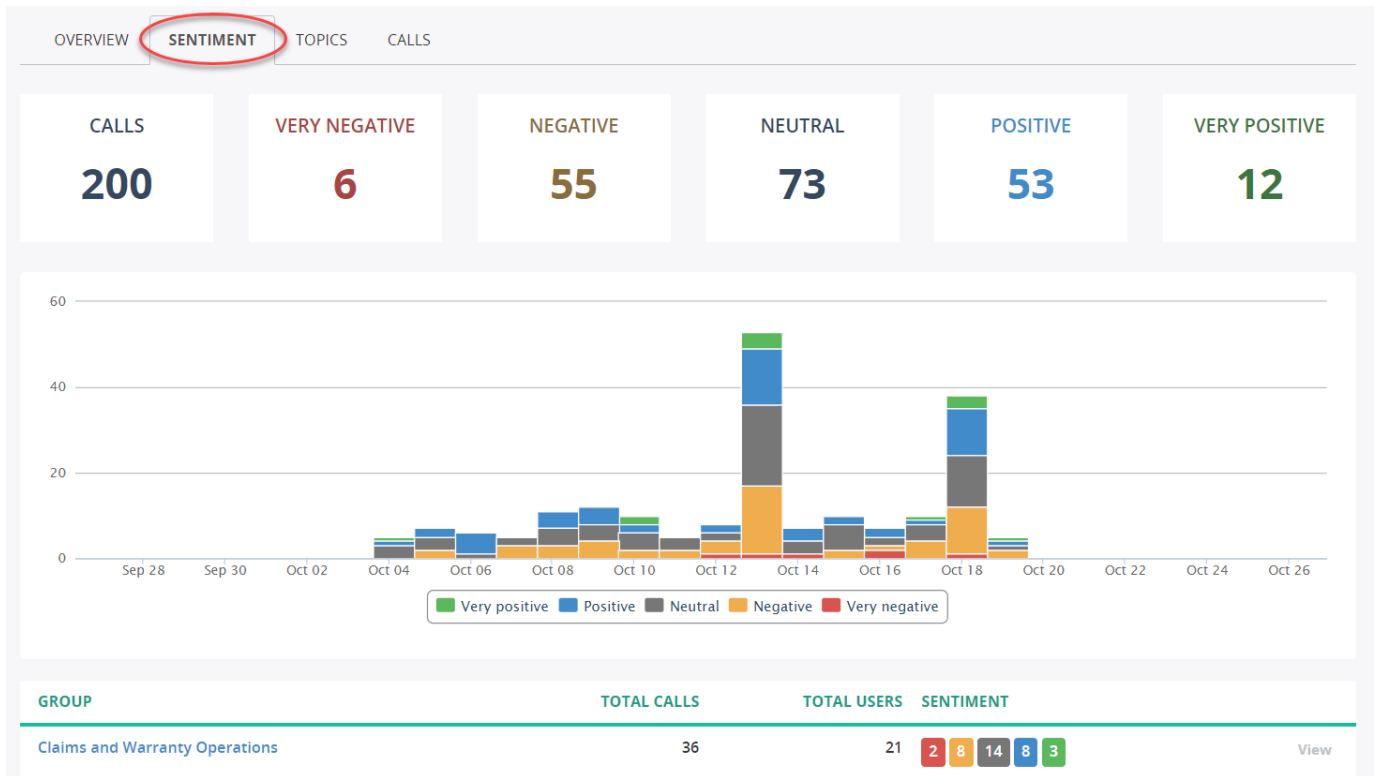 OVERVIEW SENTIMENT TOPICS CALLS
CALLS VERY NEGATIVE NEGATIVE NEUTRAL POSITIVE VERY POSITIVE
200 6 55 73 53 12
60
40
20
0
Sep 28 Sep 30 Oct 02 Oct 04 Oct 06 Oct 08 Oct 10 Oct 12 Oct 14 Oct 16 Oct 18 Oct 20 Oct 22 Oct 24 Oct 26
Very positive Positive Neutral Negative Very negative
GROUP TOTAL CALLS TOTAL USERS SENTIMENT
Claims and Warranty Operations 36 21 2 8 14 8 3 View